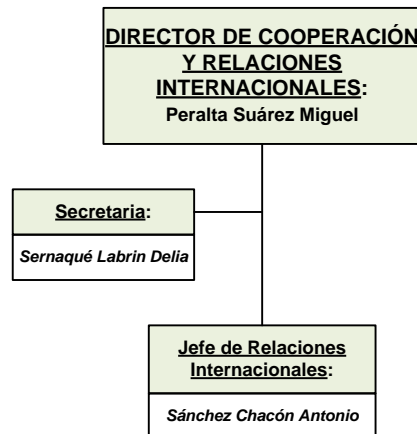 DIRECTOR DE COOPERACIÓN
Y RELACIONES
INTERNACIONALES:
Peralta Suárez Miguel
Secretaria:
Sernaqué Labrin Delia
Jefe de Relaciones
Internacionales:
Sánchez Chacón Antonio